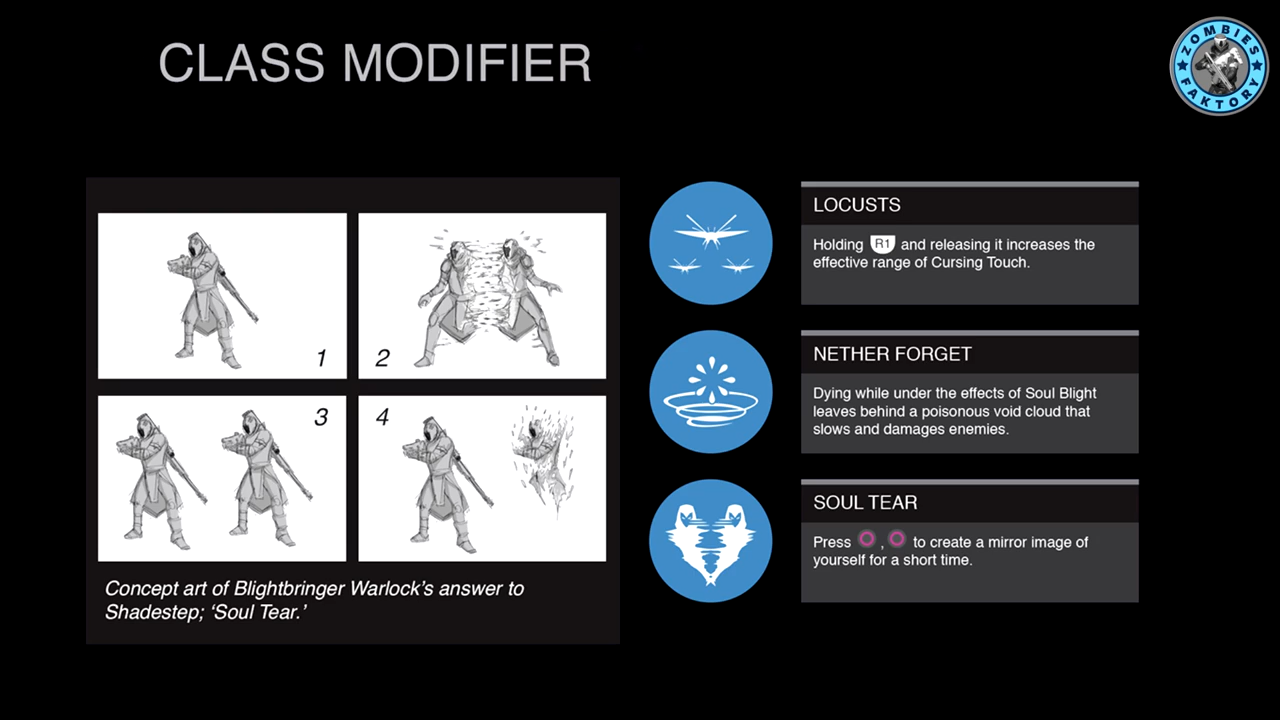 CLASS MODIFIER
ZOMBIES
FAKTORY
1
2
3
4
Concept art of Blightbringer Warlock's answer to
Shadestep; 'Soul Tear.'
LOCUSTS
Holding R1 and releasing it increases the
effective range of Cursing Touch.
NETHER FORGET
Dying while under the effects of Soul Blight
leaves behind a poisonous void cloud that
slows and damages enemies.
SOUL TEAR
Press , to create a mirror image of
yourself for a short time.